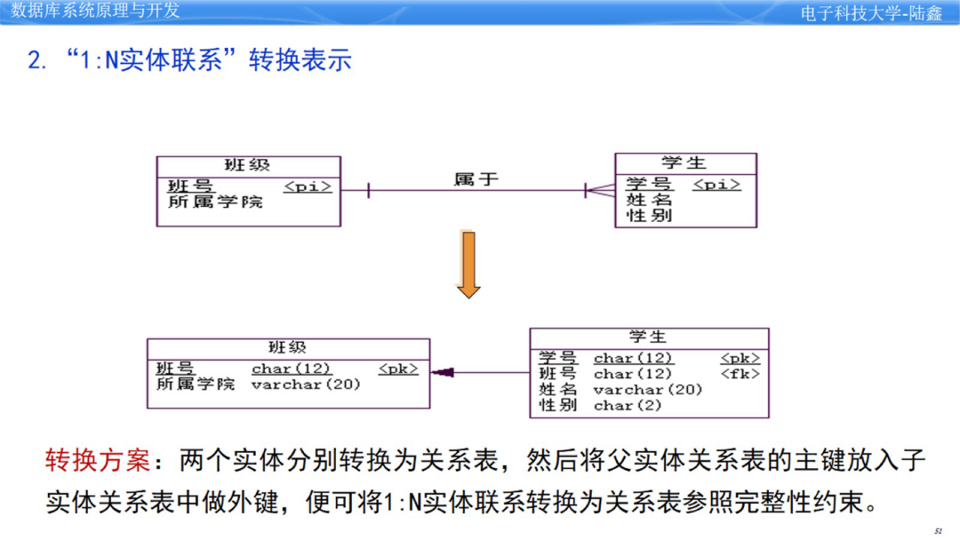 数据库系统原理与开发
电子科技大学-陆鑫
2. “1:N实体联系”转换表示
班级
班号 <pi>
所属学院
属于
学生
学号 <pi>
姓名
性别
班级
班号 char(12) <pk>
所属学院 varchar(20)
学生
学号 char(12) <pk>
班号 char(12) <fk>
姓名 varchar(20)
性别 char(2)
转换方案：两个实体分别转换为关系表，然后将父实体关系表的主键放入子
实体关系表中做外键，便可将1:N实体联系转换为关系表参照完整性约束。
51